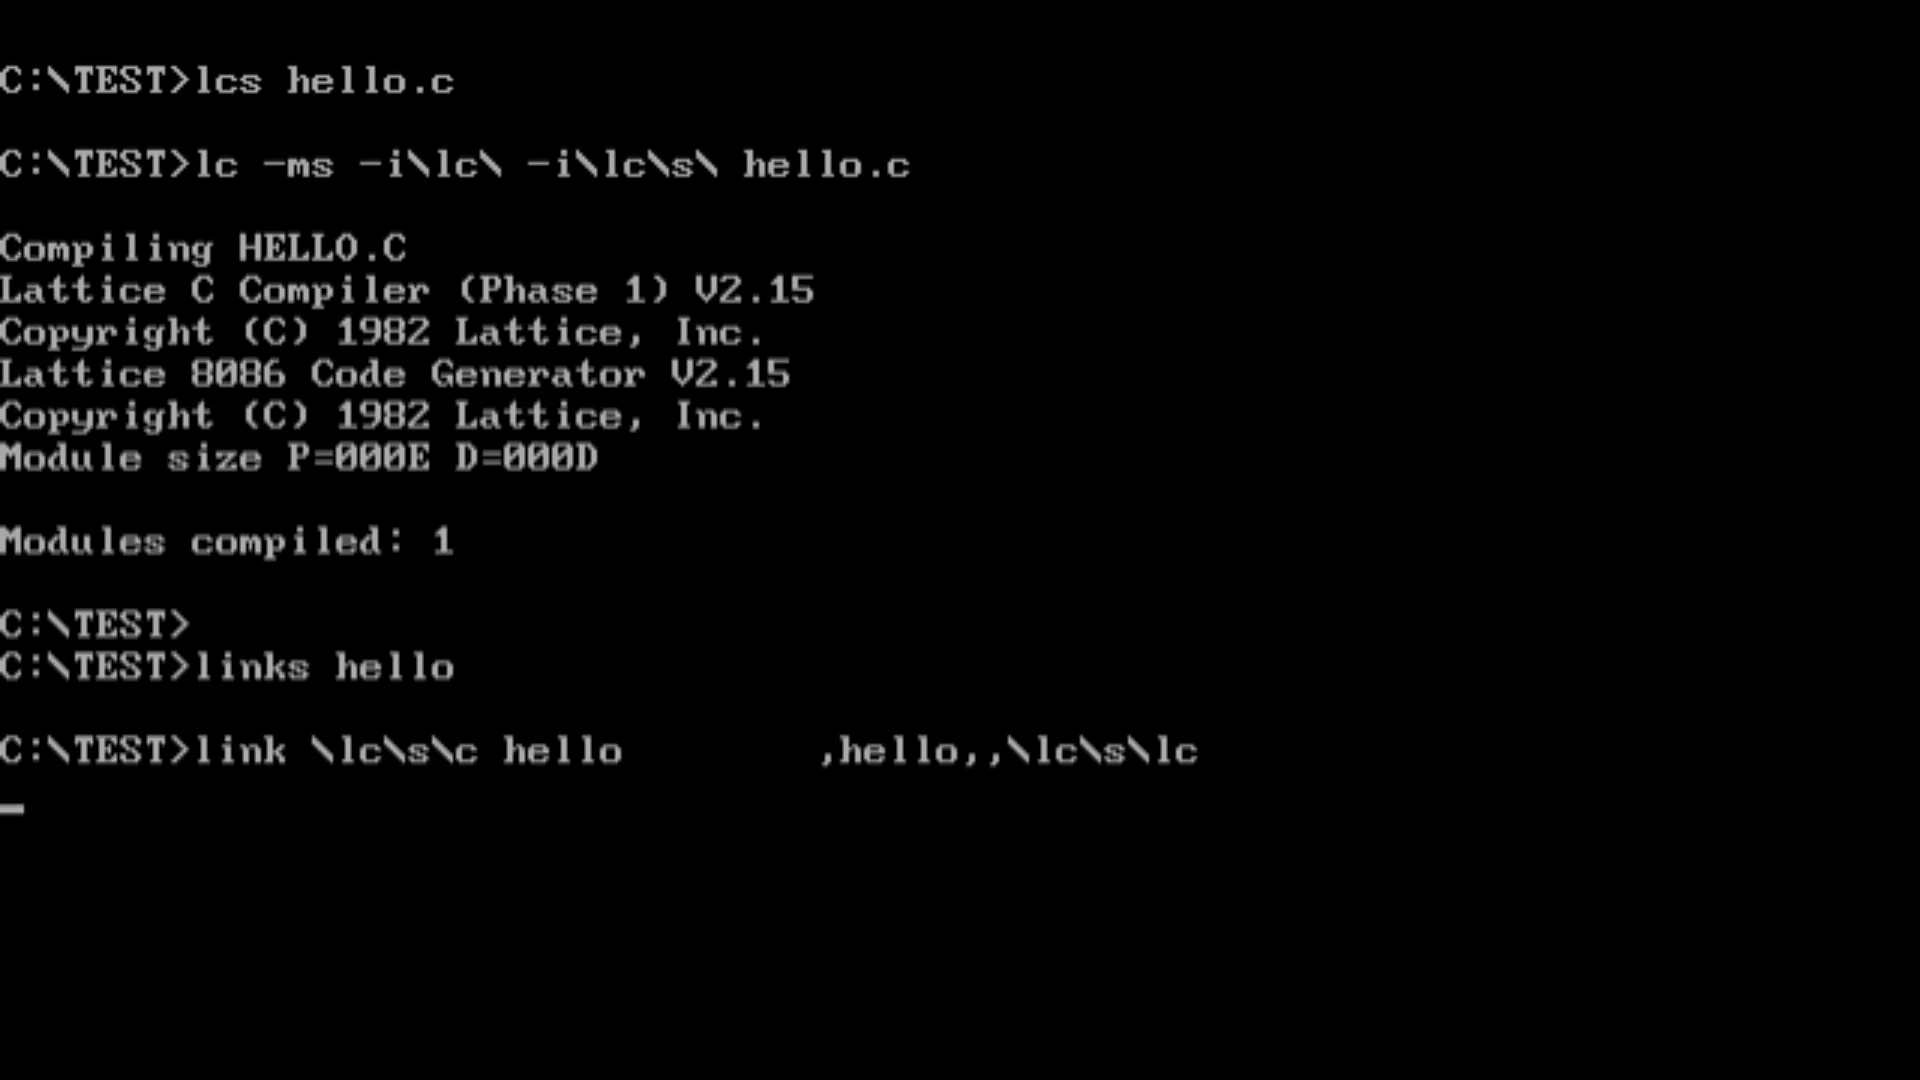 C:\TEST>lcs hello.c
C:\TEST>lc -ms -i\lc\ -i\lc\s\ hello.c
Compiling HELLO.C
Lattice C Compiler (Phase 1) V2.15
Copyright (C) 1982 Lattice, Inc.
Lattice 8086 Code Generator V2.15
Copyright (C) 1982 Lattice, Inc.
Module size P=000E D=000D
Modules compiled: 1
C:\TEST>
C:\TEST>links hello
C:\TEST>link \lc\s\c hello        ,hello,,\lc\s\lc